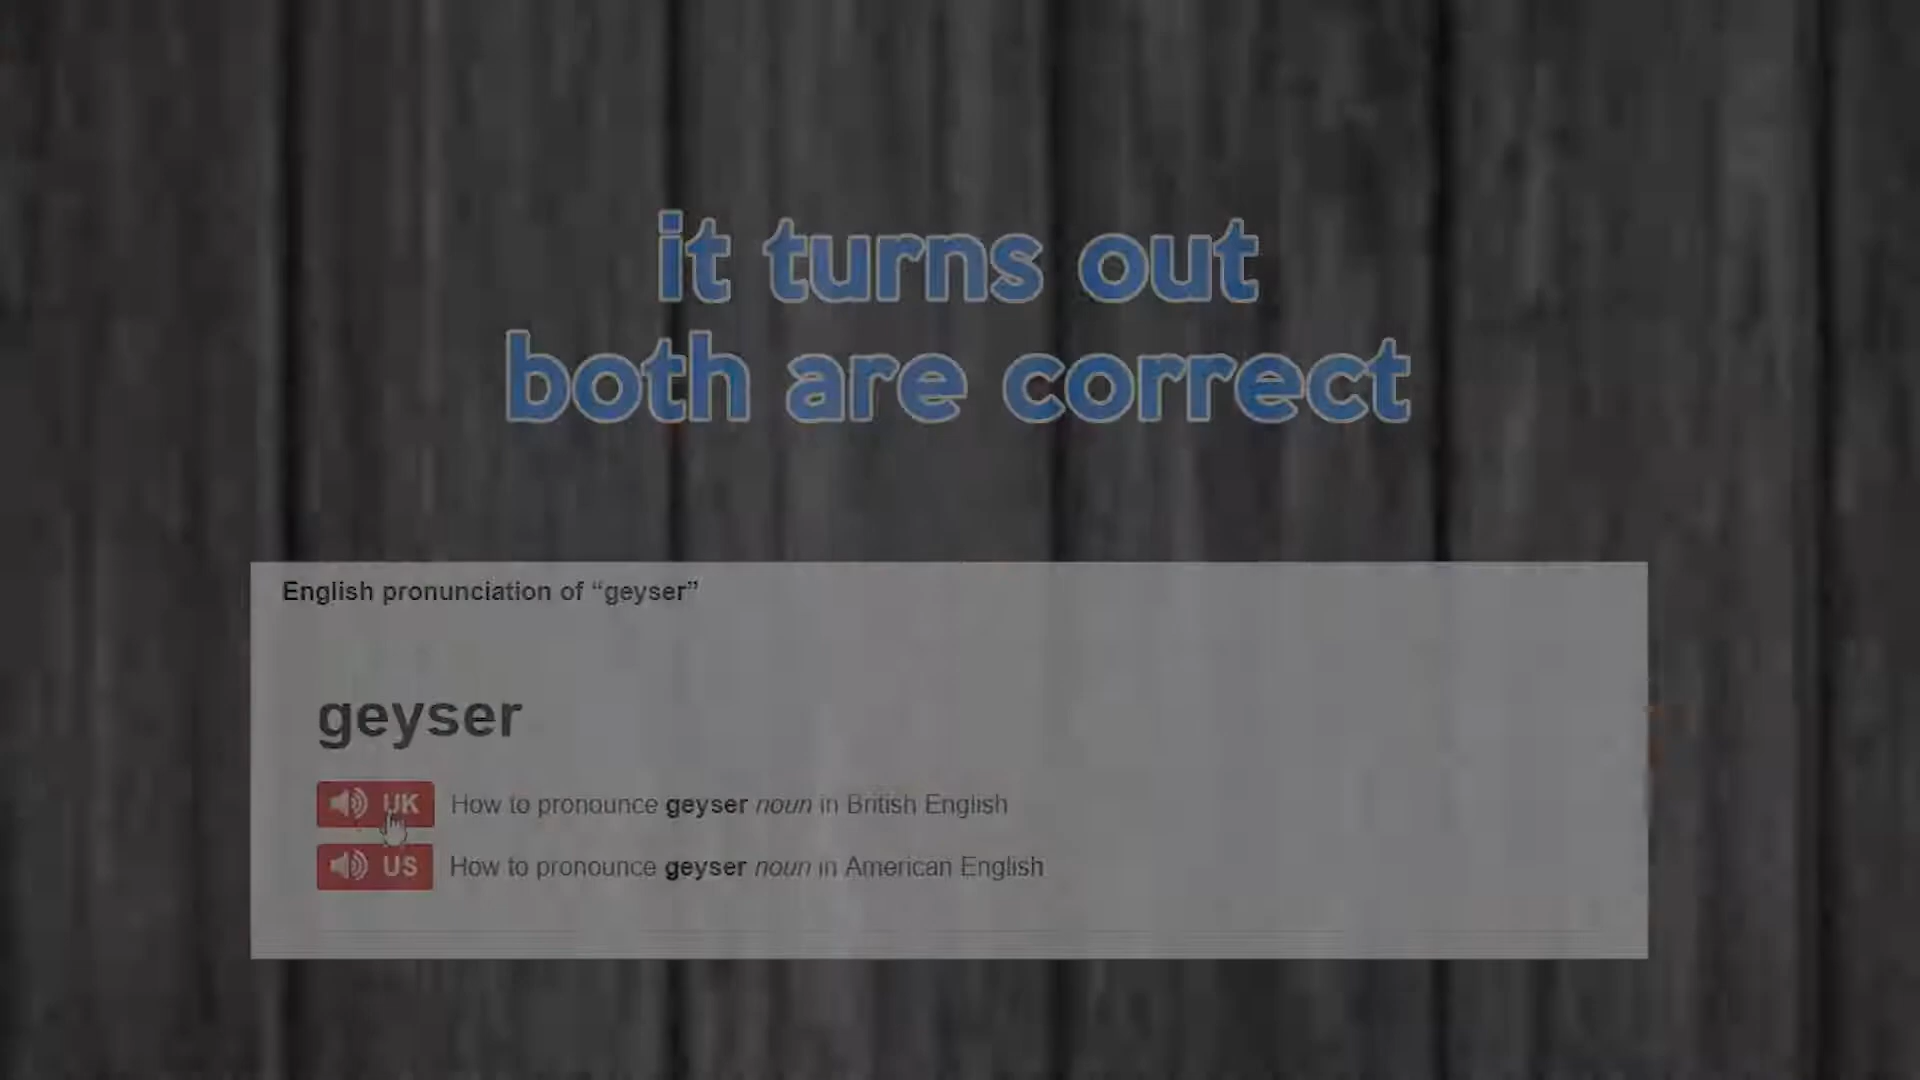 it turns out
both are correct
English pronunciation of “geyser”
geyser
UK How to pronounce geyser noun in British English
US How to pronounce geyser noun in American English